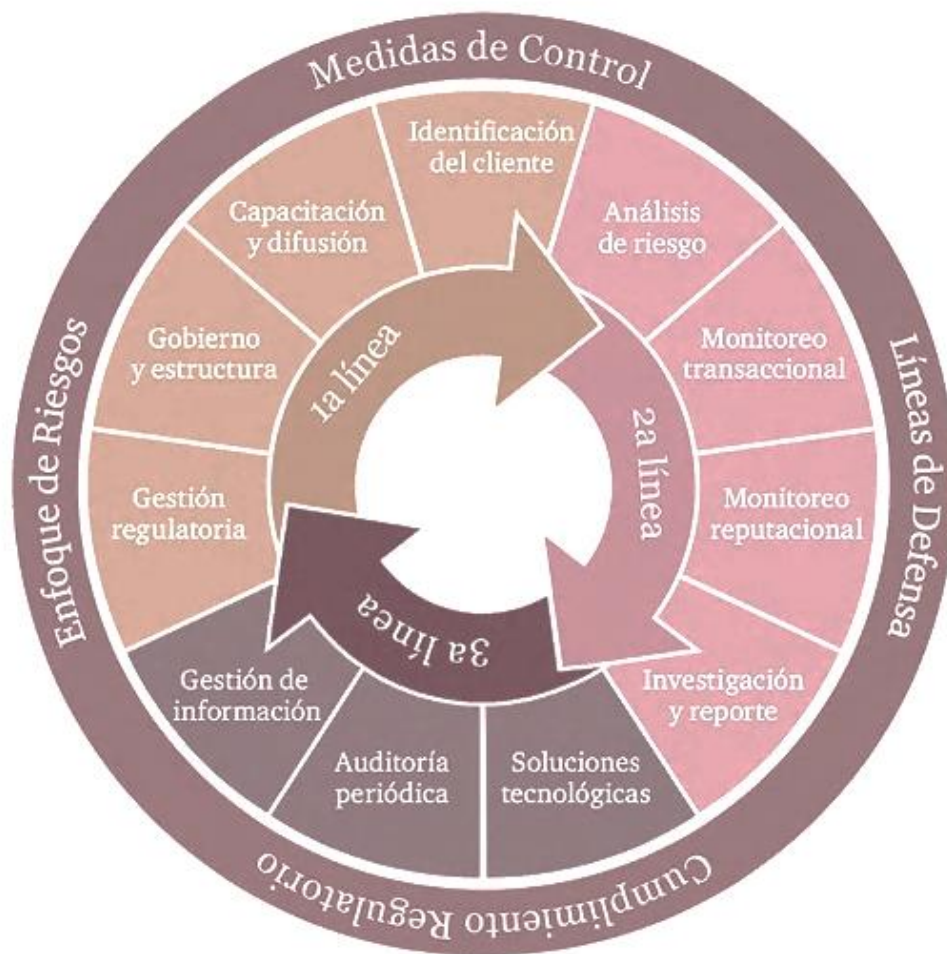 Medidas de Control
Identificación
del cliente
Análisis
de riesgo
Capacitación
y difusión
Monitoreo
transaccional
Gobierno
y estructura
Monitoreo
reputacional
Gestión
regulatoria
Investigación
y reporte
Gestión de
información
Auditoría
periódica
Soluciones
tecnológicas
1a línea
2a línea
3a línea
Enfoque de Riesgos
Líneas de Defensa
Cumplimiento Regulatorio